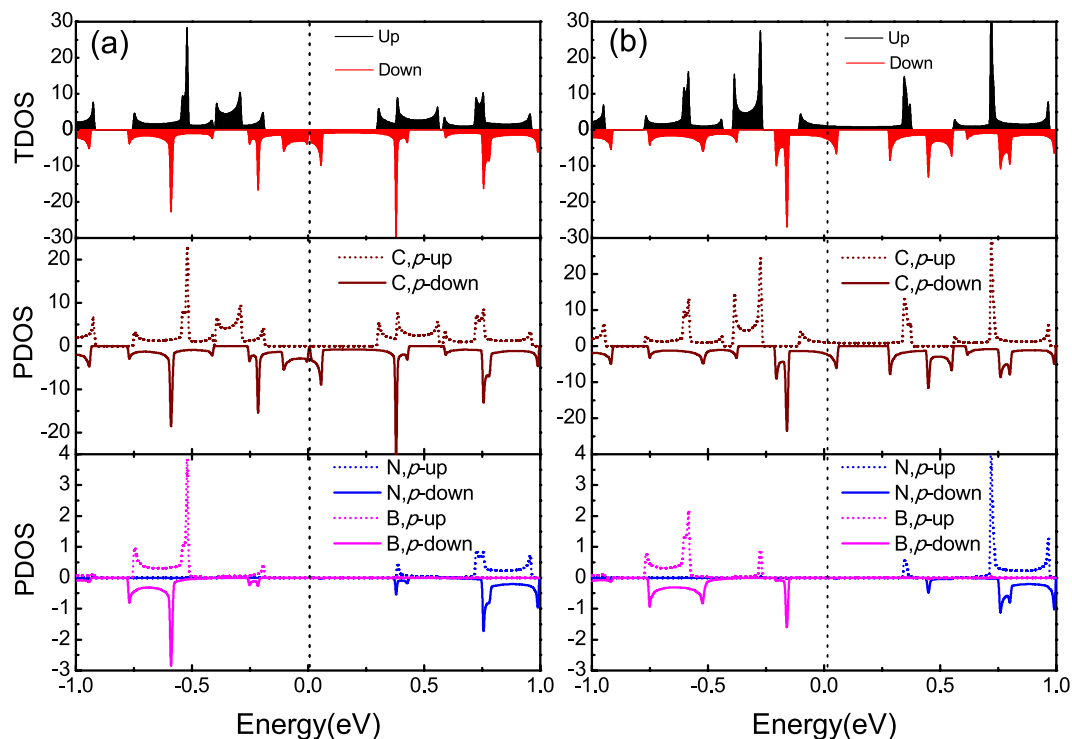 (a)
30
20
10
0
-10
-20
-30
TDOS
Up
Down
20
10
0
-10
-20
PDOS
C,p-up
C,p-down
4
3
2
1
0
-1
-2
-3
PDOS
N,p-up
N,p-down
B,p-up
B,p-down
-1.0 -0.5 0.0 0.5 1.0
Energy(eV)
(b)
30
20
10
0
-10
-20
-30
Up
Down
20
10
0
-10
-20
C,p-up
C,p-down
4
3
2
1
0
-1
-2
-3
N,p-up
N,p-down
B,p-up
B,p-down
-1.0 -0.5 0.0 0.5 1.0
Energy(eV)